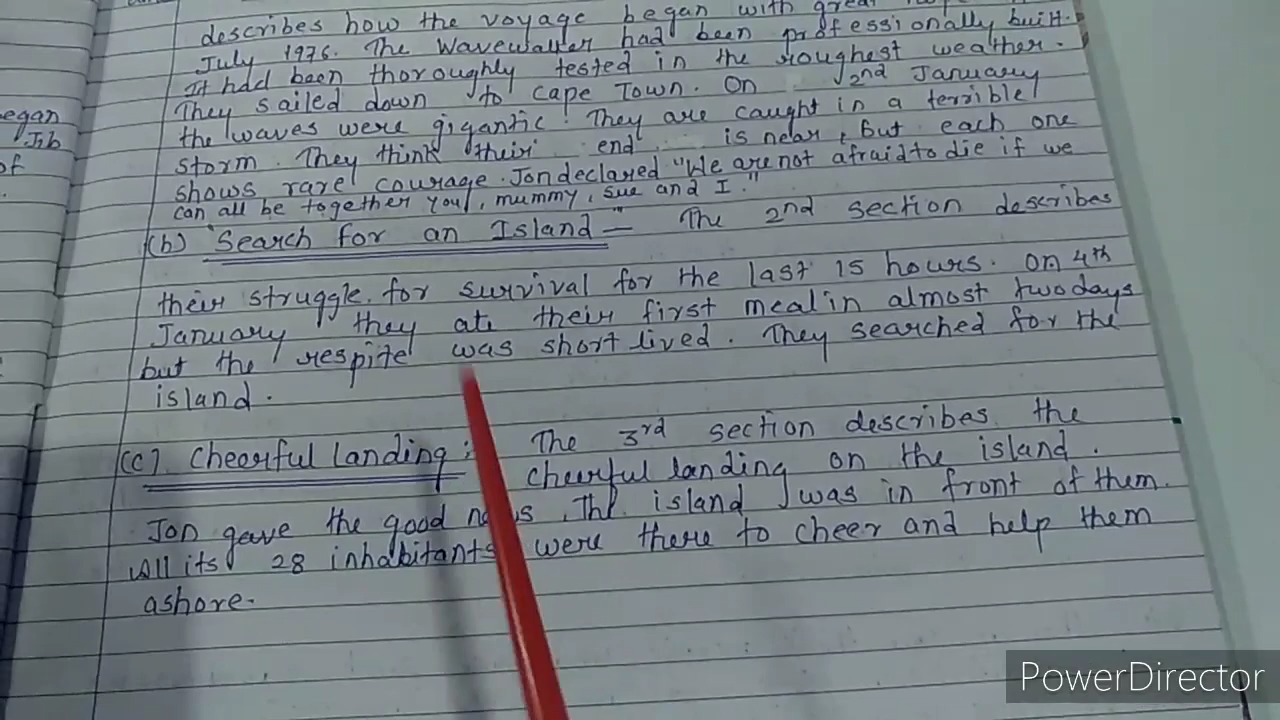 describes how the voyage began with great
July 1976. The Wavewalker had been professionally built.
It had been thoroughly tested in the roughest weather.
They sailed down to Cape Town. On 2nd January
the waves were gigantic. They are caught in a terrible
storm. They think their end is near, But each one
shows rare courage. Jon declared "We are not afraid to die if we
can all be together you, mummy, sue and I."
(b) "Search for an Island" - The 2nd section describes
their struggle for survival for the last 15 hours. On 4th
January they ate their first meal in almost two days
but the respite was short lived. They searched for the
island.
(c) Cheerful landing: The 3rd section describes the
cheerful landing on the island.
Jon gave the good news. The island was in front of them.
All its 28 inhabitants were there to cheer and help them
ashore.
egan
Jib
of
PowerDirector